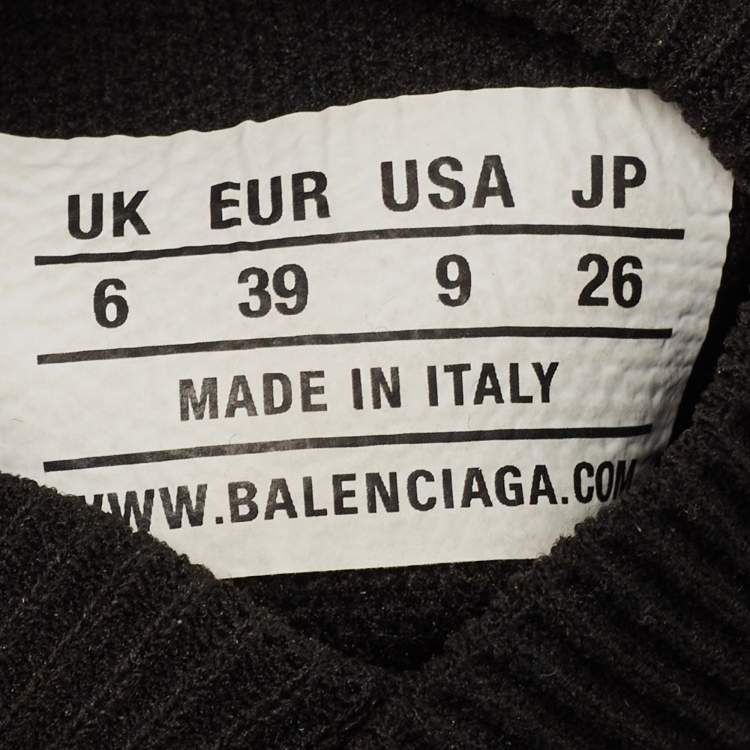 UK EUR USA JP
6 39 9 26
MADE IN ITALY
WWW.BALENCIAGA.COM